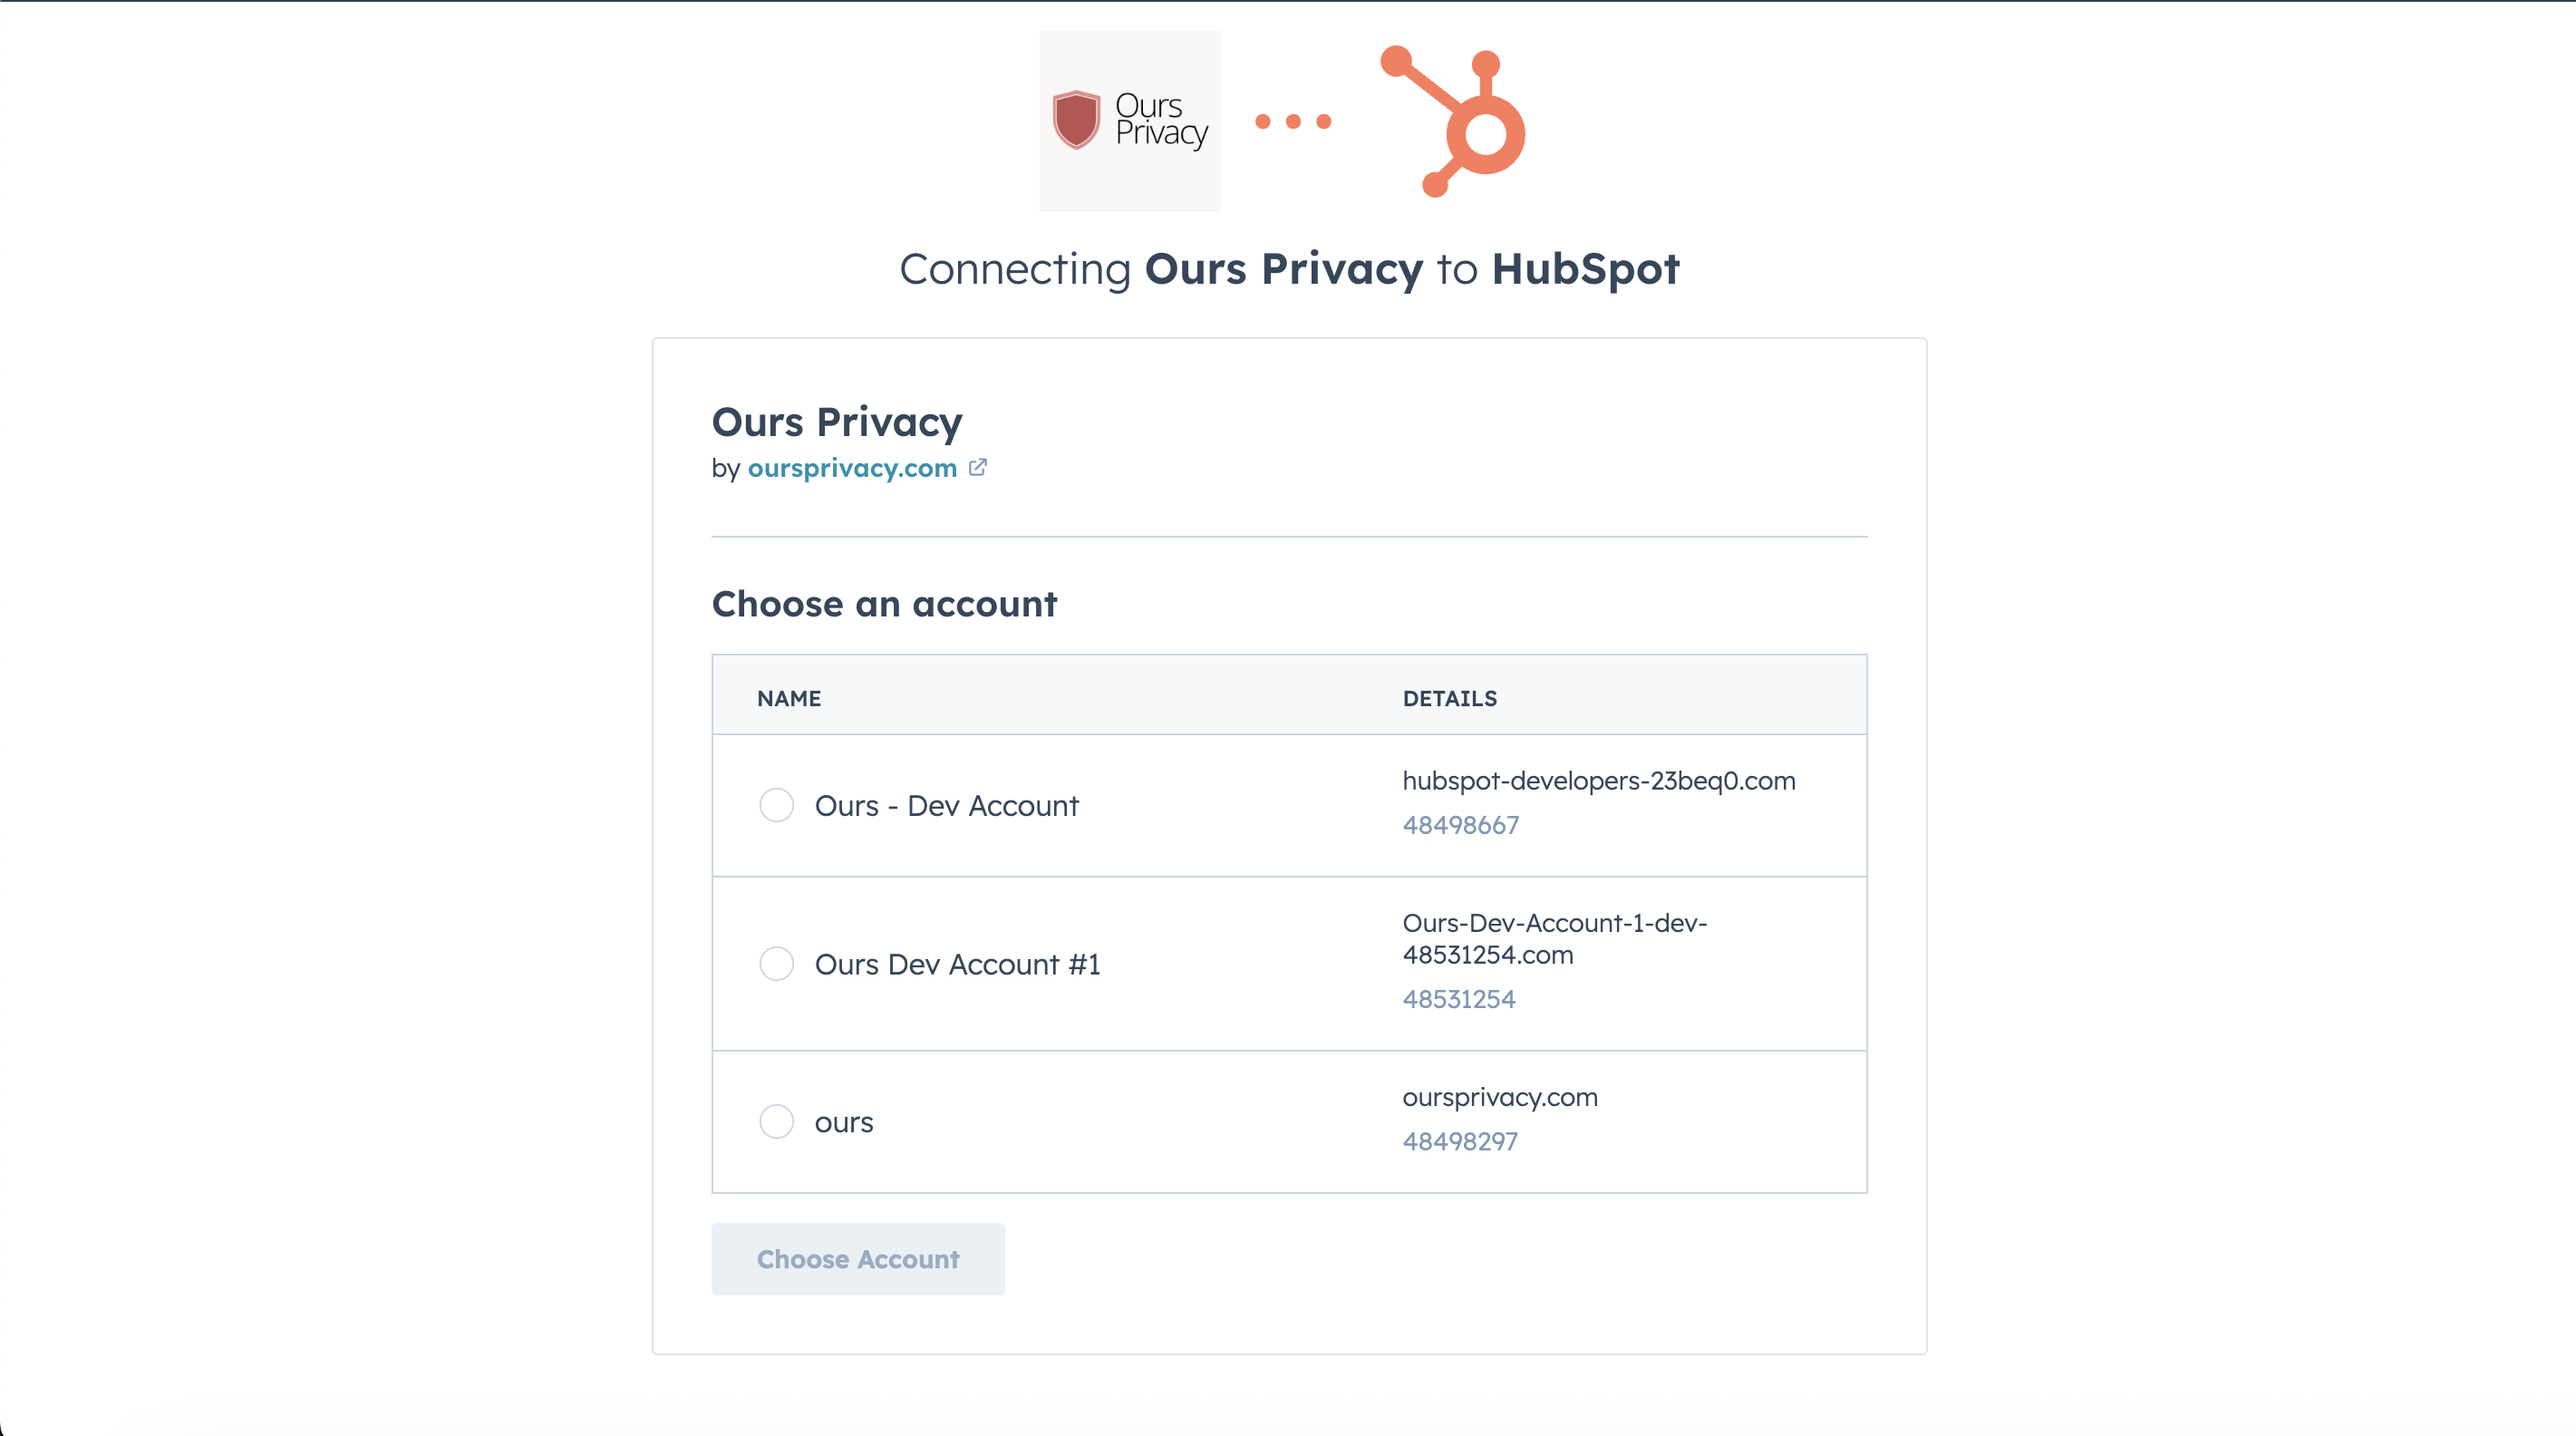 Ours
Privacy
Connecting Ours Privacy to HubSpot
Ours Privacy
by oursprivacy.com
Choose an account
NAME DETAILS
Ours - Dev Account
hubspot-developers-23beq0.com
48498667
Ours Dev Account #1
Ours-Dev-Account-1-dev-
48531254.com
48531254
ours
oursprivacy.com
48498297
Choose Account